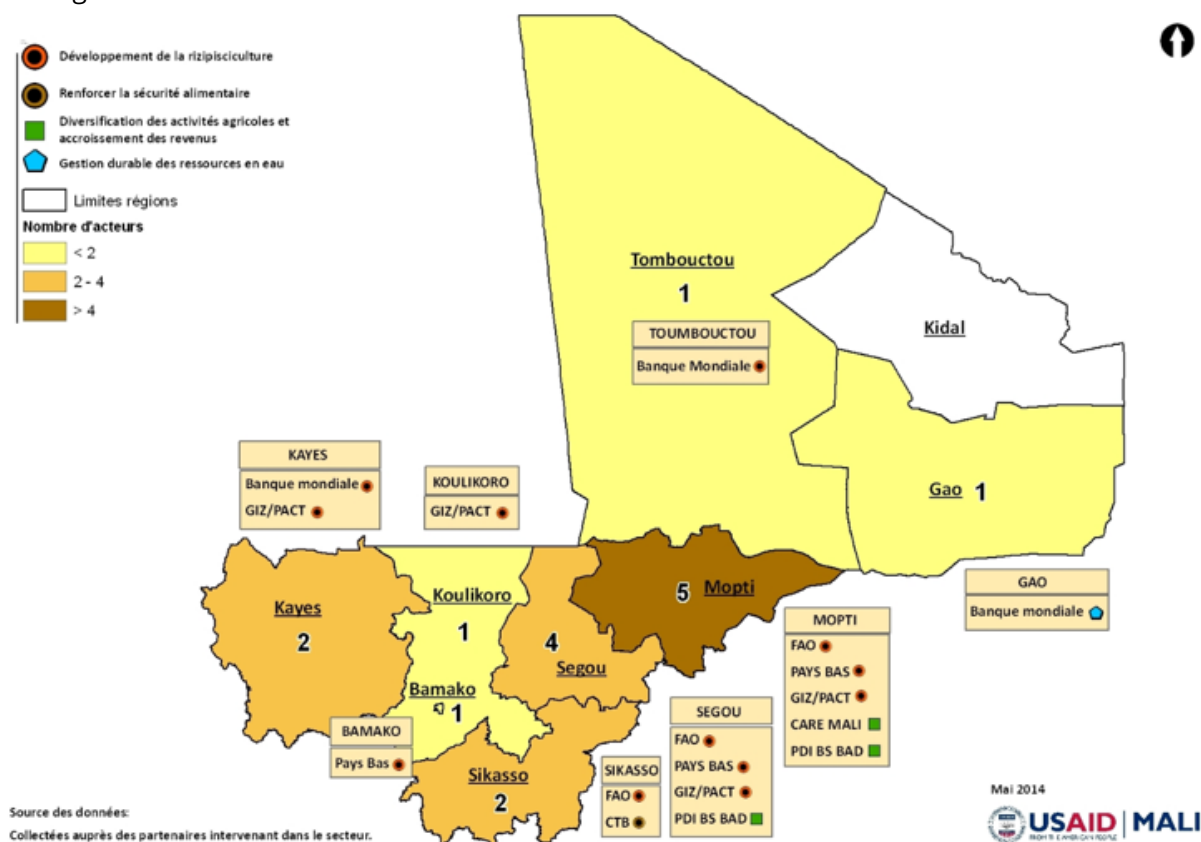 Développement de la rizipisciculture
Renforcer la sécurité alimentaire
Diversification des activités agricoles et
accroissement des revenus
Gestion durable des ressources en eau
Limites régions
Nombre d'acteurs
< 2
2 - 4
> 4
Tombouctou
1
TOUMBOUCTOU
Banque Mondiale
Kidal
Gao 1
KAYES
Banque mondiale
GIZ/PACT
KOULIKORO
GIZ/PACT
Kayes
2
Koulikoro
1
Bamako
1
4
Segou
5 Mopti
GAO
Banque mondiale
MOPTI
FAO
PAYS BAS
GIZ/PACT
CARE MALI
PDI BS BAD
SEGOU
FAO
PAYS BAS
GIZ/PACT
PDI BS BAD
BAMAKO
Pays Bas
Sikasso
2
SIKASSO
FAO
CTB
Mai 2014
USAID | MALI
FROM THE AMERICAN PEOPLE
Source des données:
Collectées auprès des partenaires intervenant dans le secteur.